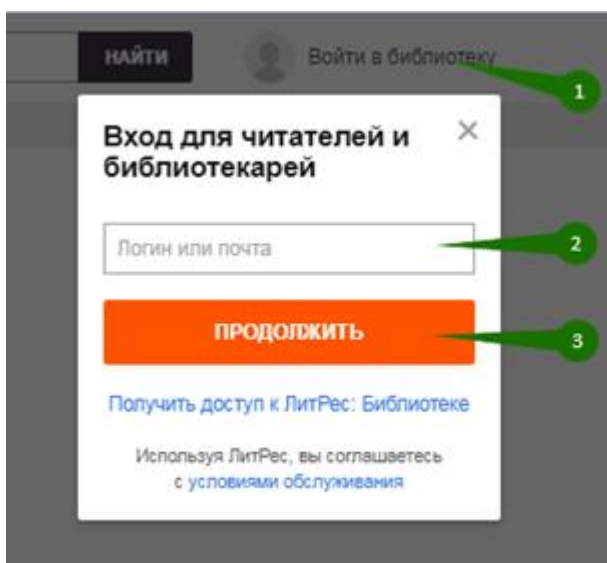 НАЙТИ
Войти в библиотеку
1
Вход для читателей и
библиотекарей
Логин или почта
2
ПРОДОЛЖИТЬ
3
Получить доступ к ЛитРес: Библиотеке
Используя ЛитРес, вы соглашаетесь
с условиями обслуживания